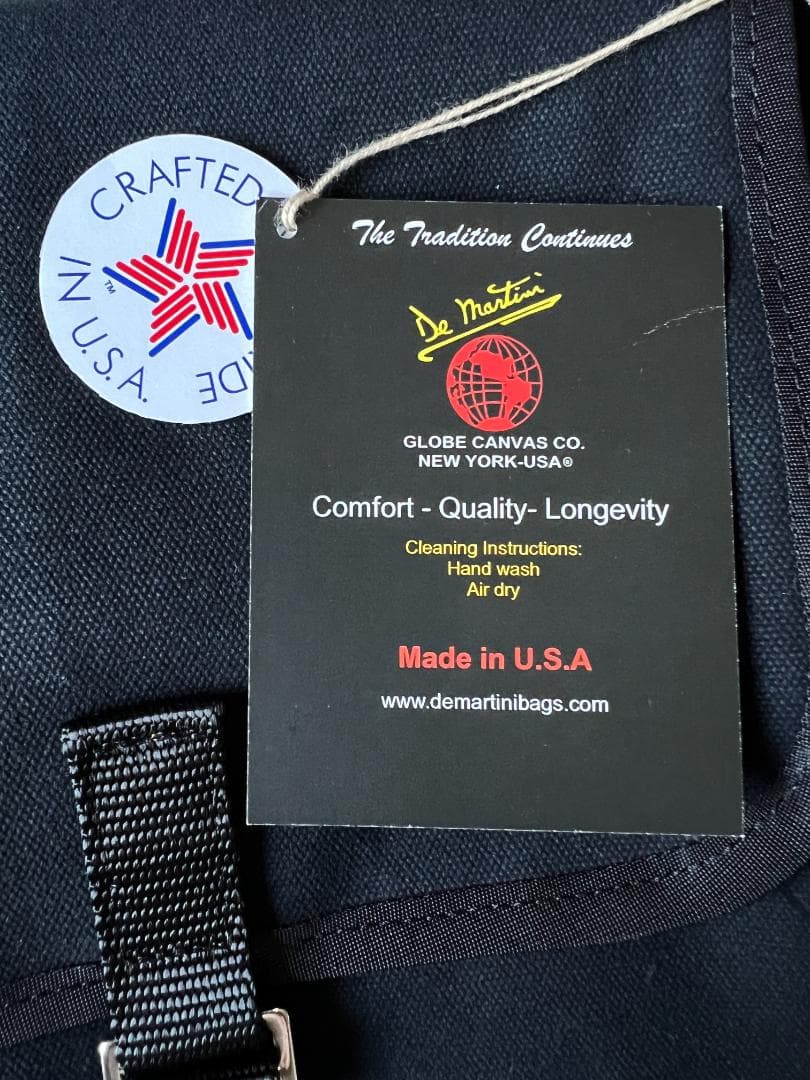 CRAFTED
IN U.S.A.
™
The Tradition Continues
De Martini
GLOBE CANVAS CO.
NEW YORK-USA®
Comfort - Quality- Longevity
Cleaning Instructions:
Hand wash
Air dry
Made in U.S.A
www.demartinibags.com